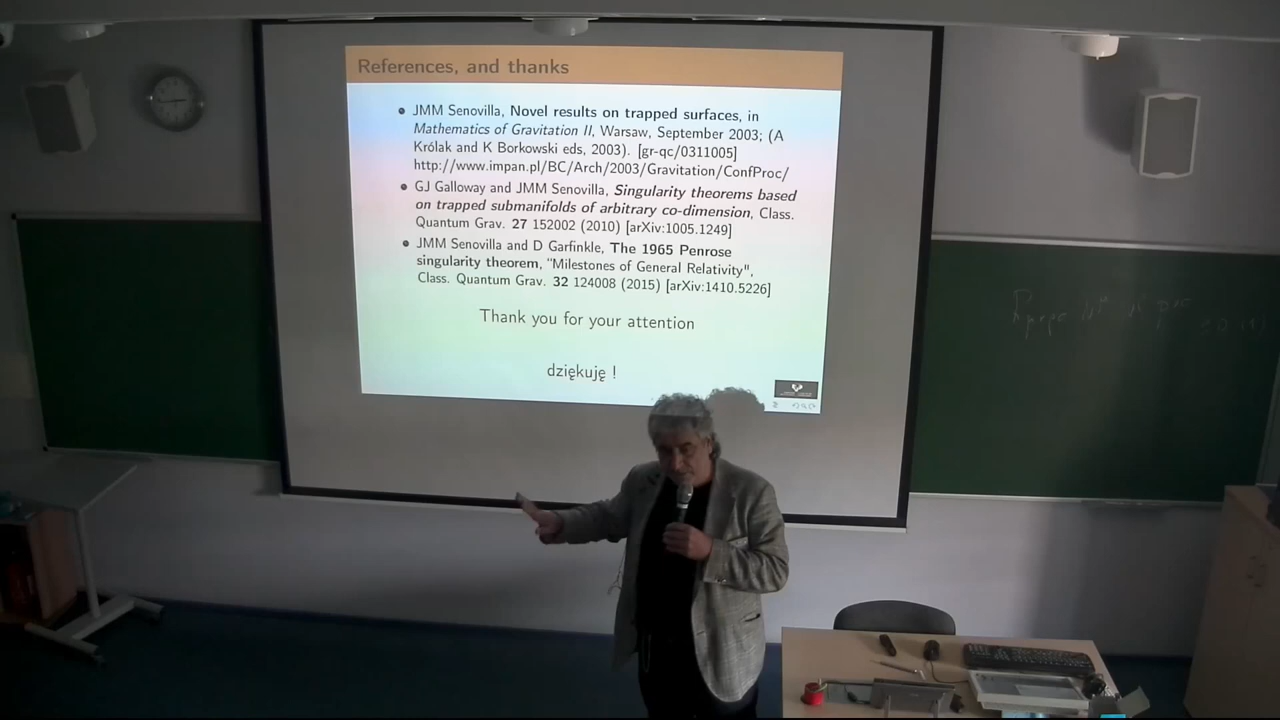 References, and thanks
JMM Senovilla, Novel results on trapped surfaces, in
Mathematics of Gravitation II, Warsaw, September 2003; (A
Królak and K Borkowski eds, 2003). [gr-qc/0311005]
http://www.impan.pl/BC/Arch/2003/Gravitation/ConfProc/
GJ Galloway and JMM Senovilla, Singularity theorems based
on trapped submanifolds of arbitrary co-dimension, Class.
Quantum Grav. 27 152002 (2010) [arXiv:1005.1249]
JMM Senovilla and D Garfinkle, The 1965 Penrose
singularity theorem, "Milestones of General Relativity",
Class. Quantum Grav. 32 124008 (2015) [arXiv:1410.5226]
Thank you for your attention
dziękuję !